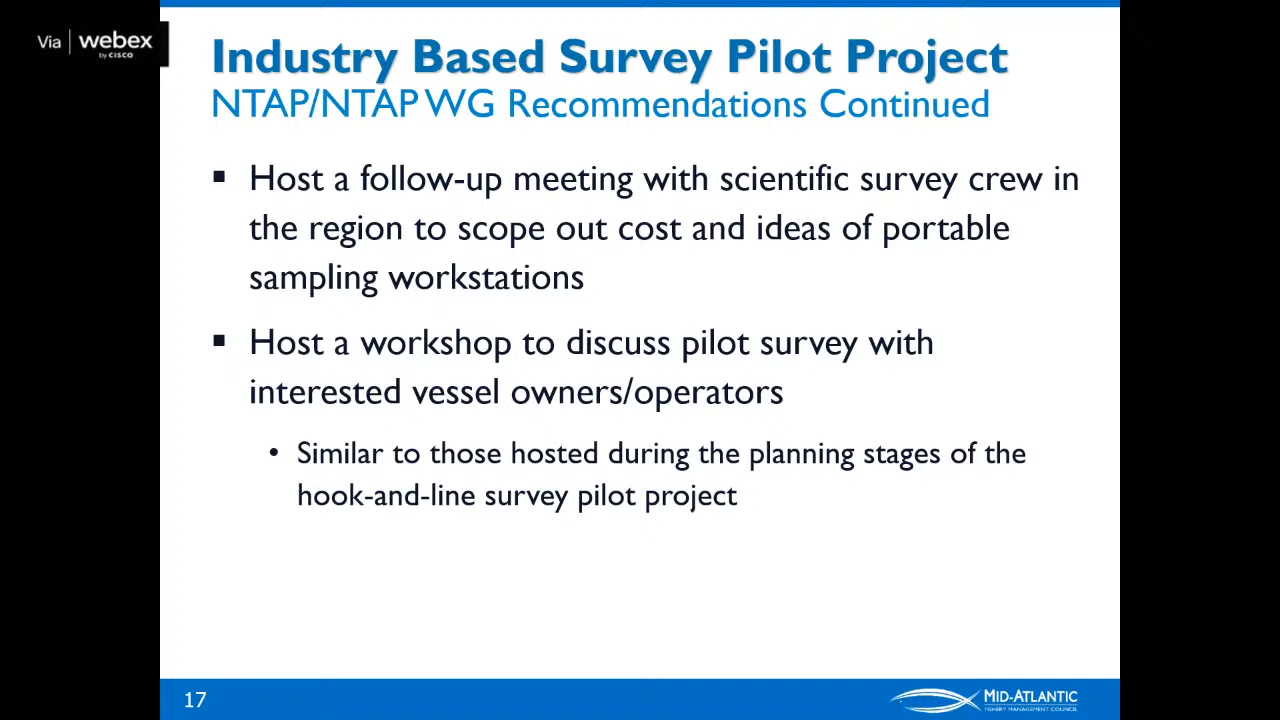 Via webex
by CISCO
Industry Based Survey Pilot Project
NTAP/NTAP WG Recommendations Continued
▪ Host a follow-up meeting with scientific survey crew in
the region to scope out cost and ideas of portable
sampling workstations
▪ Host a workshop to discuss pilot survey with
interested vessel owners/operators
• Similar to those hosted during the planning stages of the
hook-and-line survey pilot project
17
MID-ATLANTIC
FISHERY MANAGEMENT COUNCIL